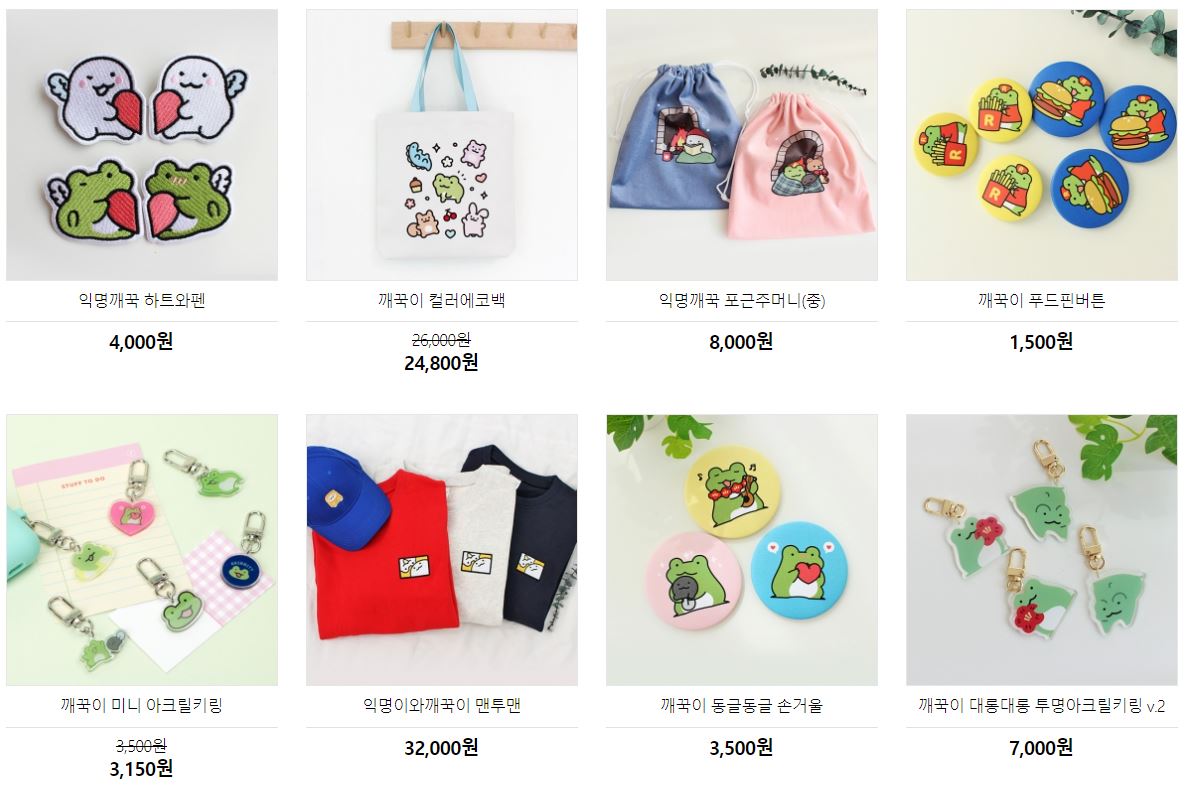 익명깨꾹 하트와펜
4,000원
깨꾹이 컬러에코백
26,000원
24,800원
익명깨꾹 포근주머니(중)
8,000원
R
R
R
깨꾹이 푸드핀버튼
1,500원
STUFF TO DO
깨꾹이 미니 아크릴키링
3,500원
3,150원
익명이와깨꾹이 맨투맨
32,000원
깨꾹이 동글동글 손거울
3,500원
깨꾹이 대롱대롱 투명아크릴키링 v.2
7,000원